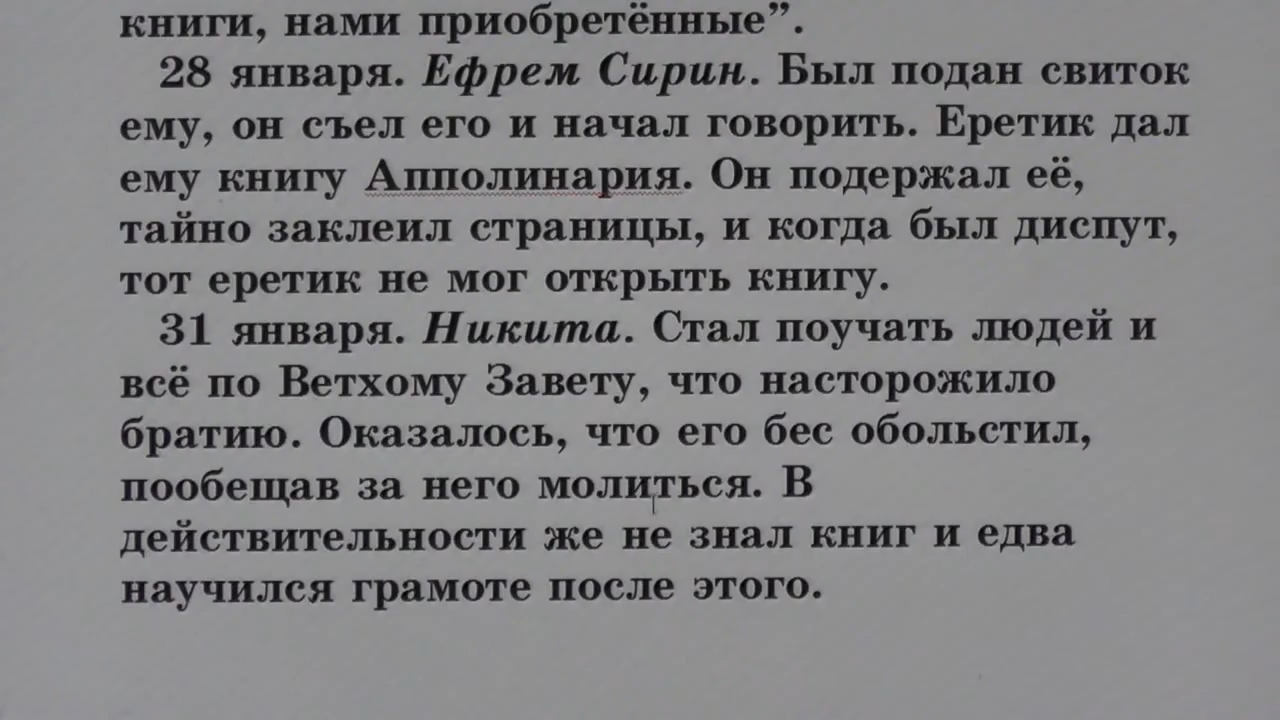 книги, нами приобретённые”.
28 января. Ефрем Сирин. Был подан свиток
ему, он съел его и начал говорить. Еретик дал
ему книгу Апполинария. Он подержал её,
тайно заклеил страницы, и когда был диспут,
тот еретик не мог открыть книгу.
31 января. Никита. Стал поучать людей и
всё по Ветхому Завету, что насторожило
братию. Оказалось, что его бес обольстил,
пообещав за него молиться. В
действительности же не знал книг и едва
научился грамоте после этого.